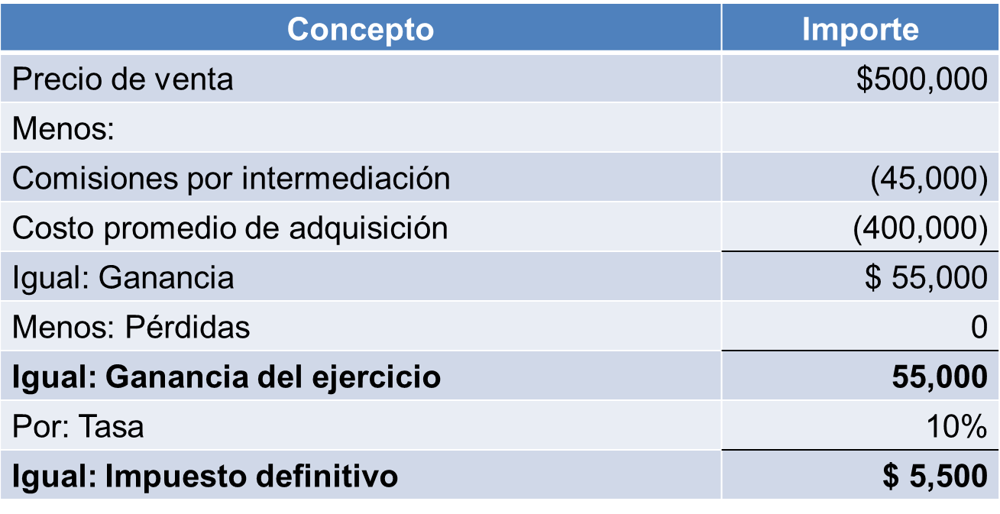 Concepto Importe
Precio de venta $500,000
Menos:
Comisiones por intermediación (45,000)
Costo promedio de adquisición (400,000)
Igual: Ganancia $ 55,000
Menos: Pérdidas 0
Igual: Ganancia del ejercicio 55,000
Por: Tasa 10%
Igual: Impuesto definitivo $ 5,500